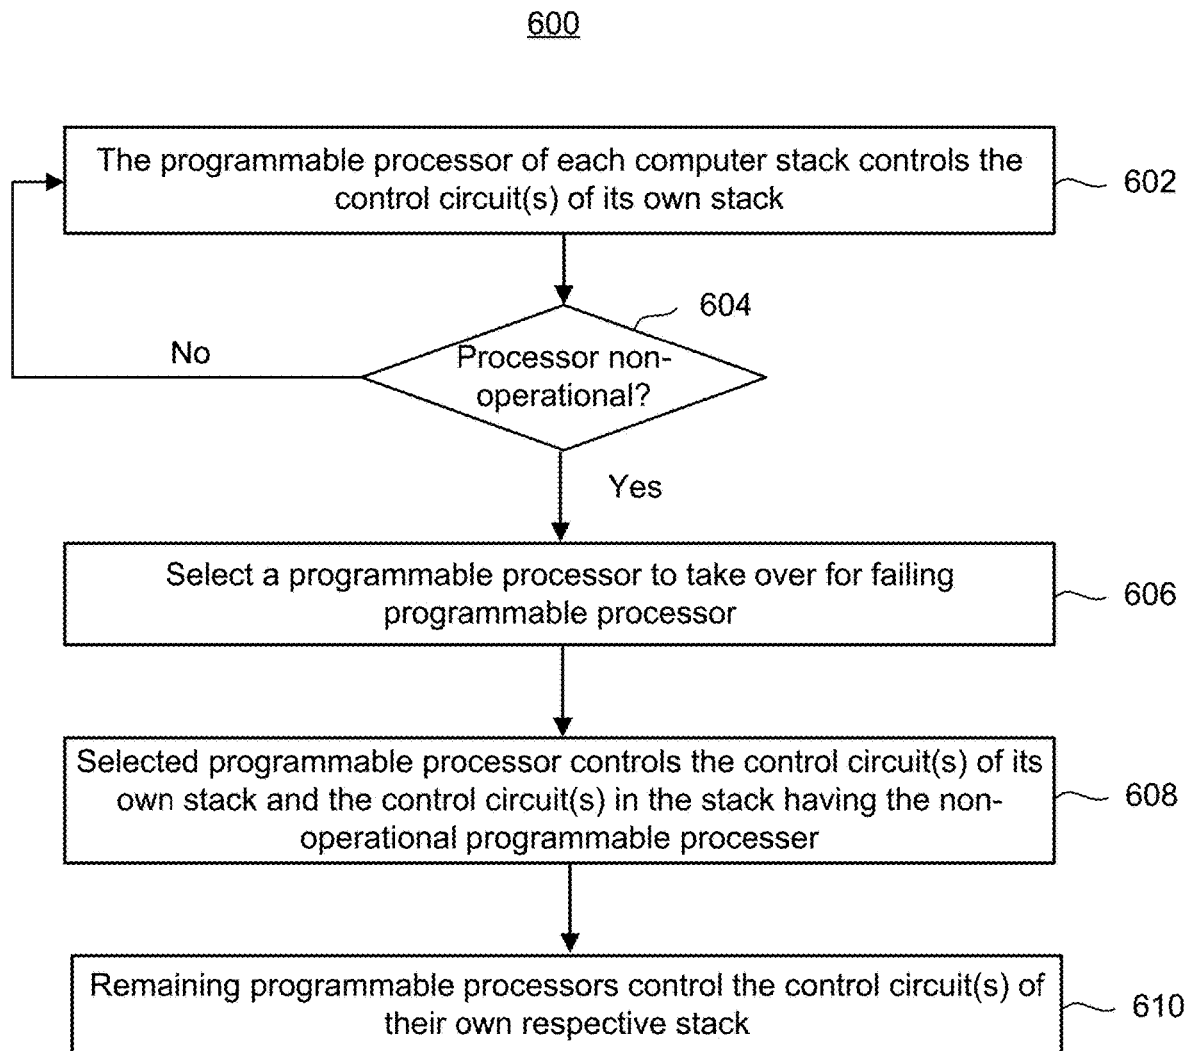 600
The programmable processor of each computer stack controls the
control circuit(s) of its own stack
602
604
Processor non-
operational?
No
Yes
Select a programmable processor to take over for failing
programmable processor
606
Selected programmable processor controls the control circuit(s) of its
own stack and the control circuit(s) in the stack having the non-
operational programmable processer
608
Remaining programmable processors control the control circuit(s) of
their own respective stack
610